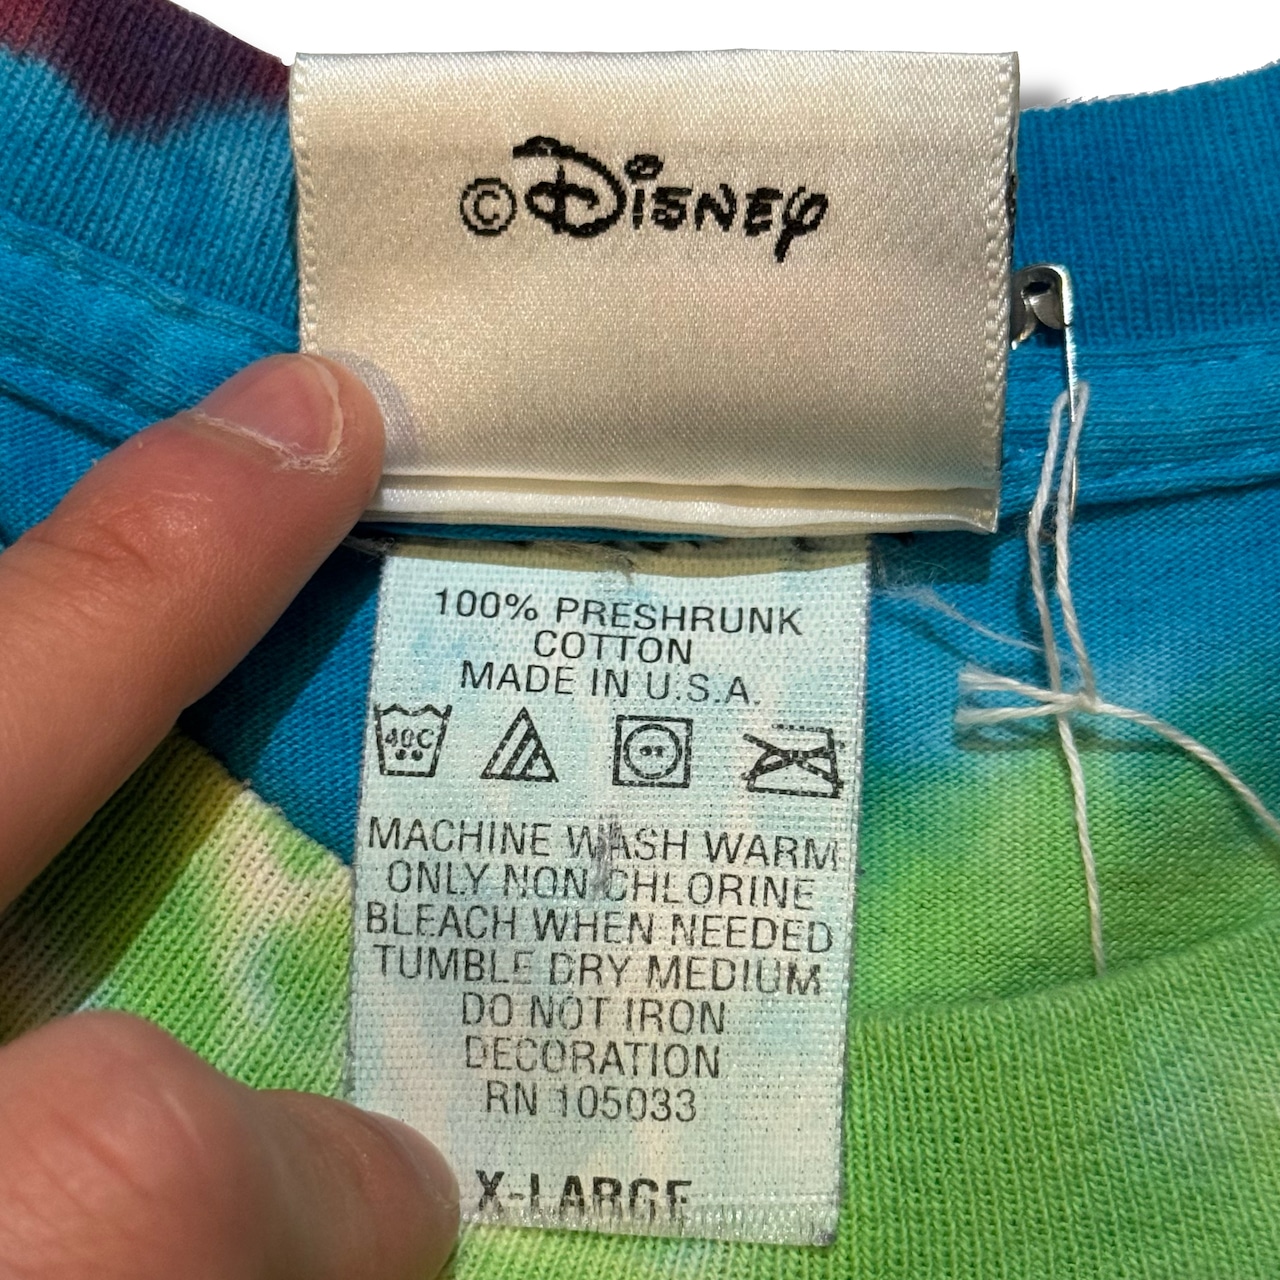 ©Disney
100% PRESHRUNK
COTTON
MADE IN U.S.A.
40C
MACHINE WASH WARM
ONLY NON CHLORINE
BLEACH WHEN NEEDED
TUMBLE DRY MEDIUM
DO NOT IRON
DECORATION
RN 105033
X-LARGE